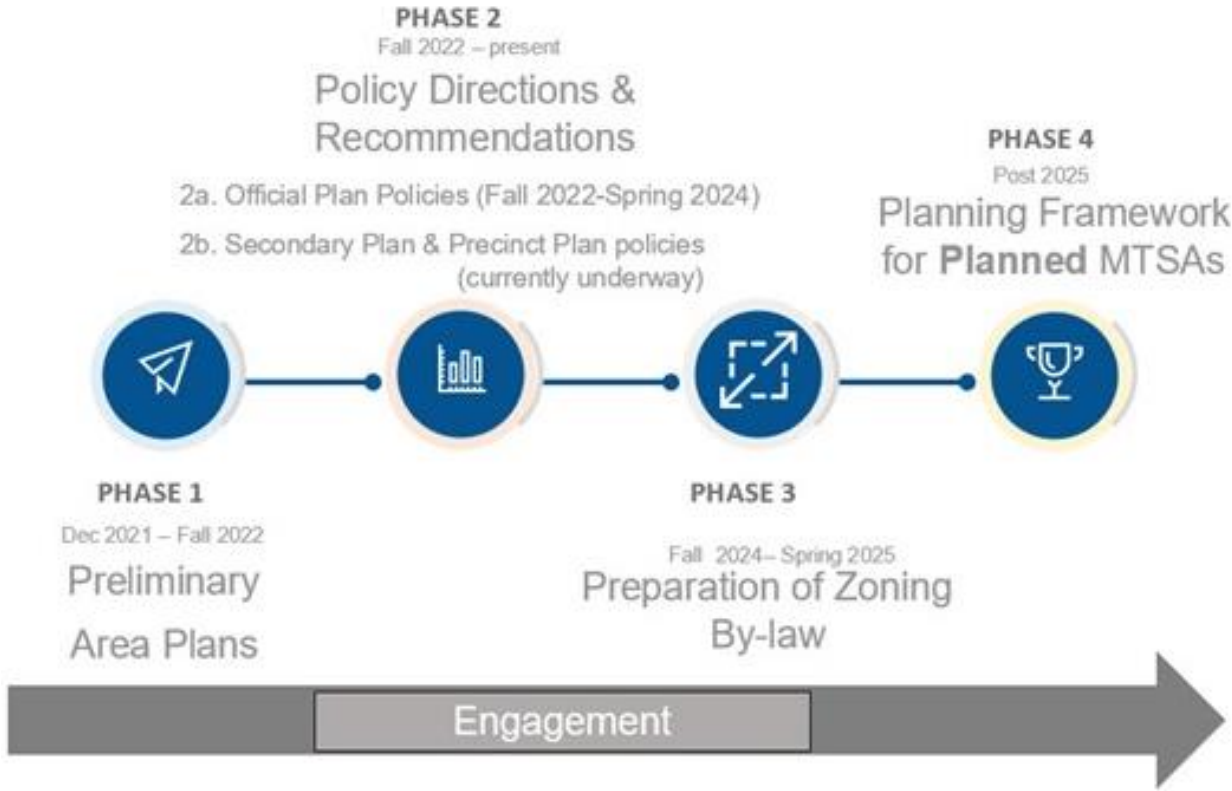 PHASE 2
Fall 2022 – present
Policy Directions &
Recommendations
2a. Official Plan Policies (Fall 2022-Spring 2024)
2b. Secondary Plan & Precinct Plan policies
(currently underway)
PHASE 4
Post 2025
Planning Framework
for Planned MTSAs
PHASE 1
Dec 2021 – Fall 2022
Preliminary
Area Plans
PHASE 3
Fall 2024– Spring 2025
Preparation of Zoning
By-law
Engagement